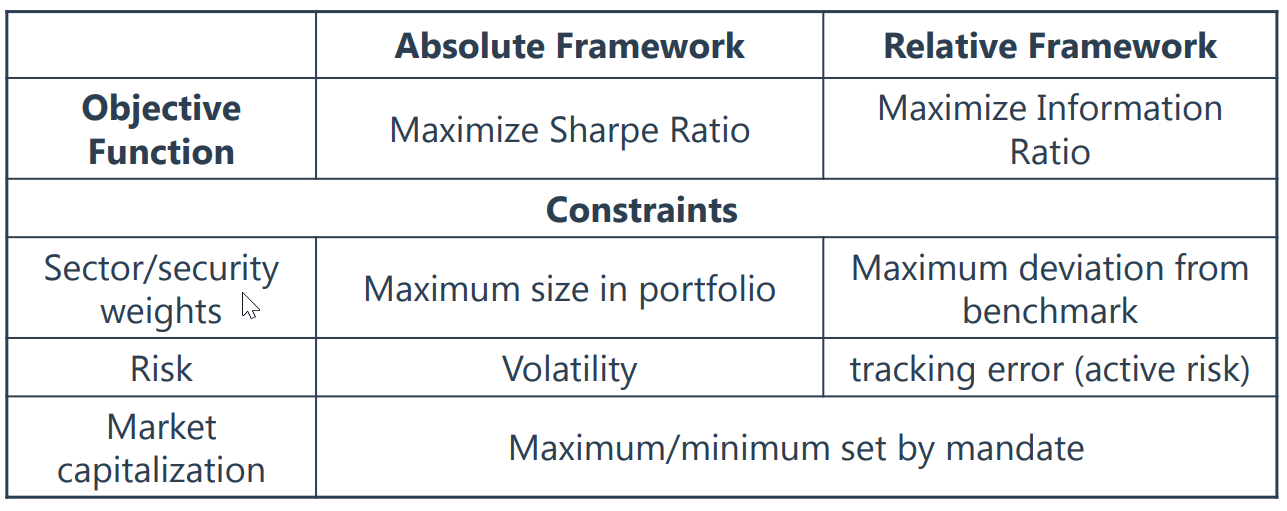 Absolute Framework
Relative Framework
Objective
Function
Maximize Sharpe Ratio
Maximize Information
Ratio
Constraints
Sector/security
weights
Maximum size in portfolio
Maximum deviation from
benchmark
Risk
Volatility
tracking error (active risk)
Market
capitalization
Maximum/minimum set by mandate